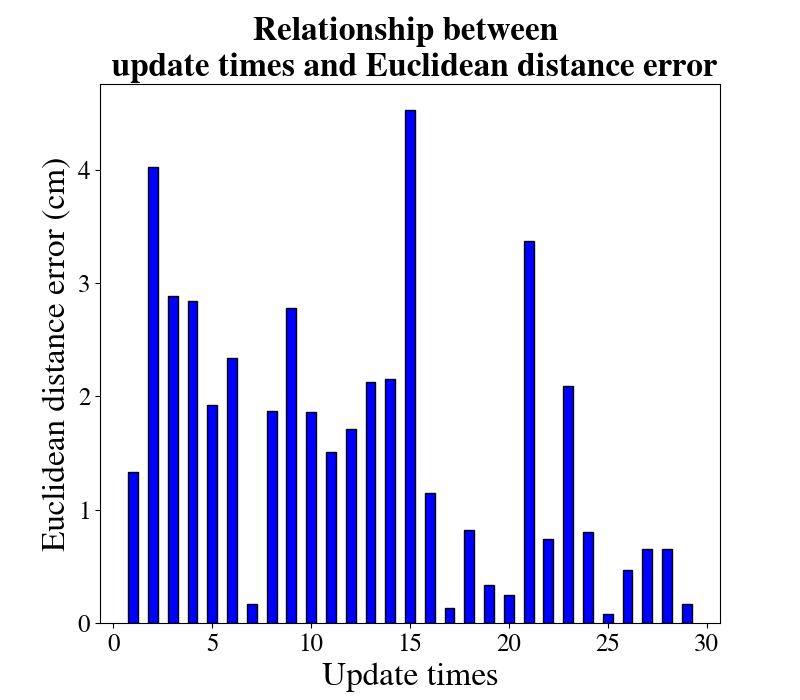 Relationship between
update times and Euclidean distance error
Euclidean distance error (cm)
4
3
2
1
0
0 5 10 15 20 25 30
Update times